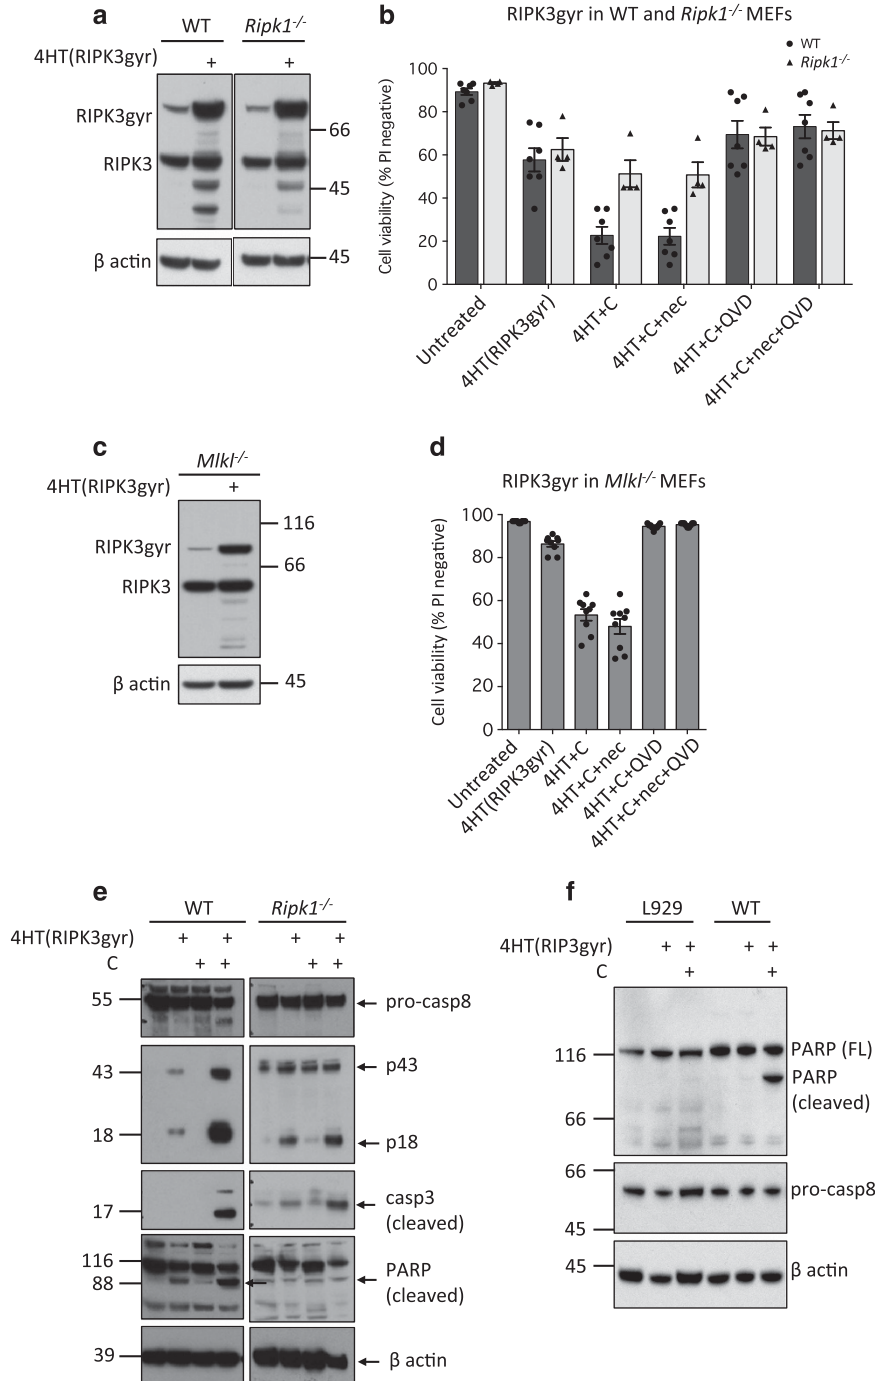 a
WT Ripk1-/-
4HT(RIPK3gyr) + +
RIPK3gyr
66
RIPK3
45
β actin 45
b
RIPK3gyr in WT and Ripk1-/- MEFs
WT
Ripk1-/-
Cell viability (% PI negative)
100
80
60
40
20
0
Untreated
4HT(RIPK3gyr)
4HT+C
4HT+C+nec
4HT+C+QVD
4HT+C+nec+QVD
c
Mlkl-/-
4HT(RIPK3gyr) +
116
RIPK3gyr
66
RIPK3
β actin 45
d
RIPK3gyr in Mlkl-/- MEFs
Cell viability (% PI negative)
100
80
60
40
20
0
Untreated
4HT(RIPK3gyr)
4HT+C
4HT+C+nec
4HT+C+QVD
4HT+C+nec+QVD
e
WT Ripk1-/-
4HT(RIPK3gyr) + + + +
C + + + +
55 pro-casp8
43 p43
18 p18
17 casp3
(cleaved)
116
88
PARP
(cleaved)
39 β actin
f
L929 WT
4HT(RIP3gyr) + + + +
C + +
116 PARP (FL)
PARP
(cleaved)
66
66
pro-casp8
45
45 β actin